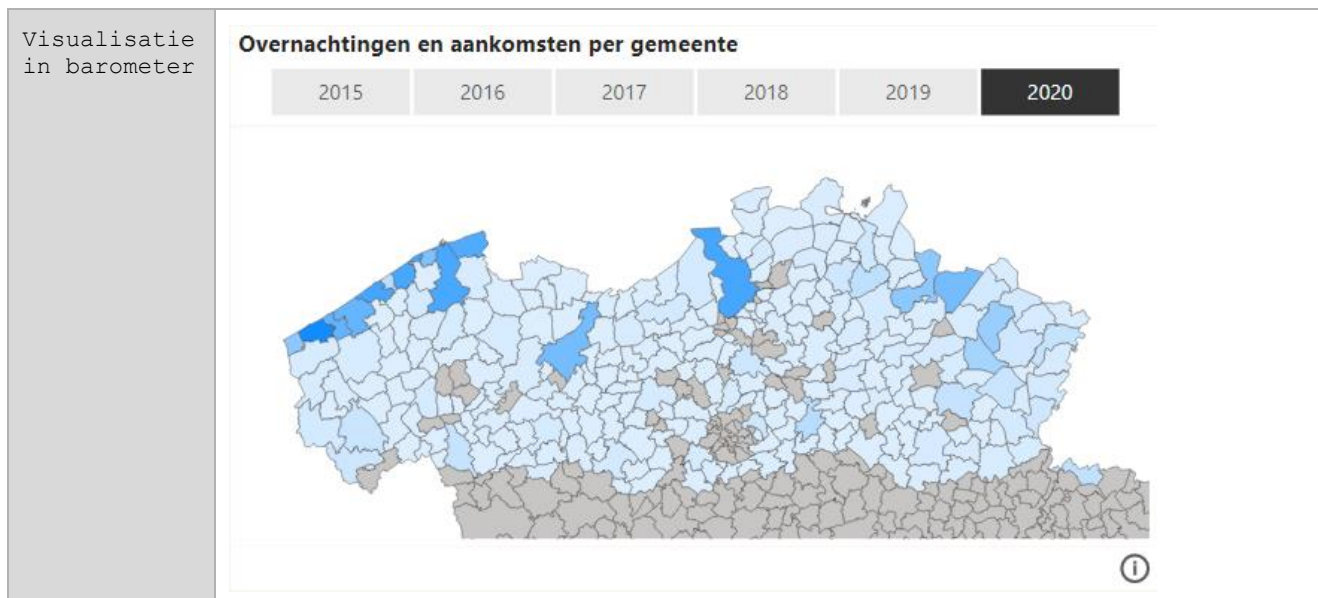 Visualisatie
in barometer
Overnachtingen en aankomsten per gemeente
2015 2016 2017 2018 2019 2020